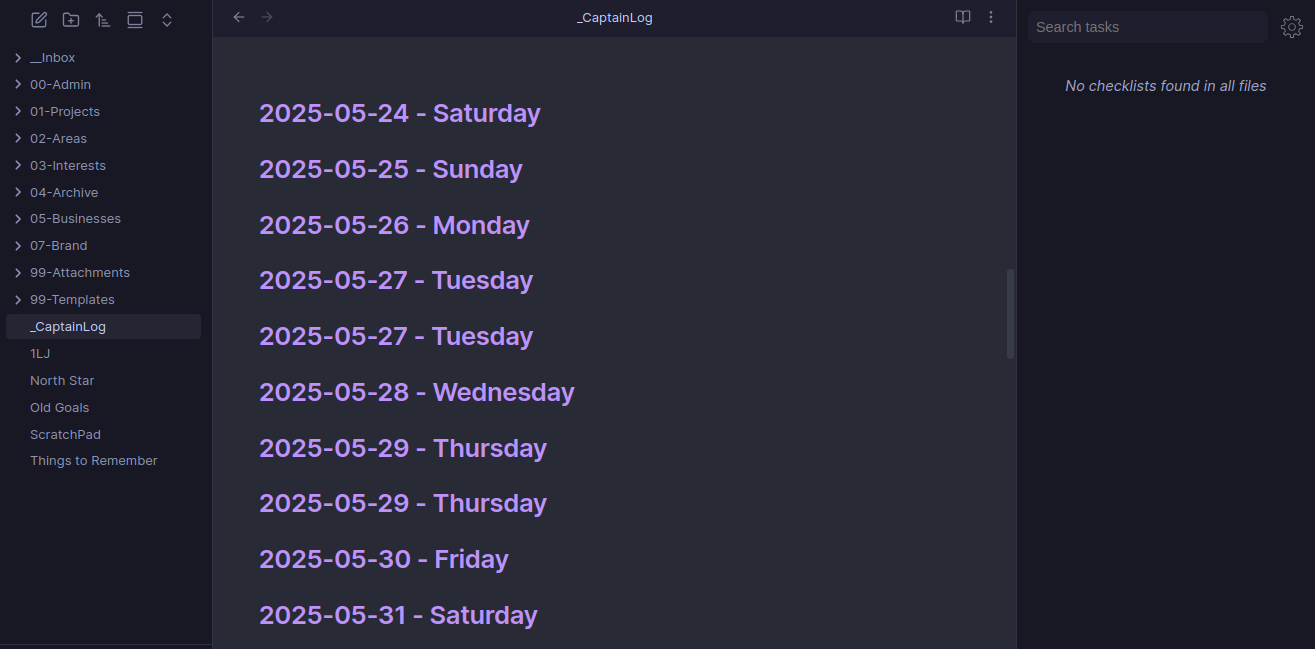 __Inbox
00-Admin
01-Projects
02-Areas
03-Interests
04-Archive
05-Businesses
07-Brand
99-Attachments
99-Templates
_CaptainLog
1LJ
North Star
Old Goals
ScratchPad
Things to Remember
_CaptainLog
2025-05-24 - Saturday
2025-05-25 - Sunday
2025-05-26 - Monday
2025-05-27 - Tuesday
2025-05-27 - Tuesday
2025-05-28 - Wednesday
2025-05-29 - Thursday
2025-05-29 - Thursday
2025-05-30 - Friday
2025-05-31 - Saturday
Search tasks
No checklists found in all files